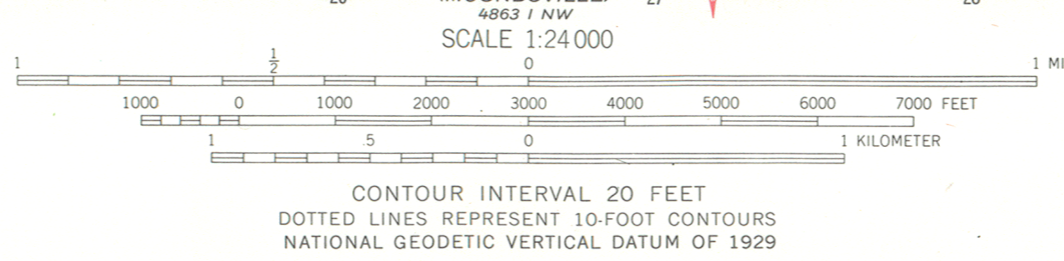 4863 I NW
SCALE 1:24 000
1 1/2 0 1 MI
1000 0 1000 2000 3000 4000 5000 6000 7000 FEET
1 .5 0 1 KILOMETER
CONTOUR INTERVAL 20 FEET
DOTTED LINES REPRESENT 10-FOOT CONTOURS
NATIONAL GEODETIC VERTICAL DATUM OF 1929